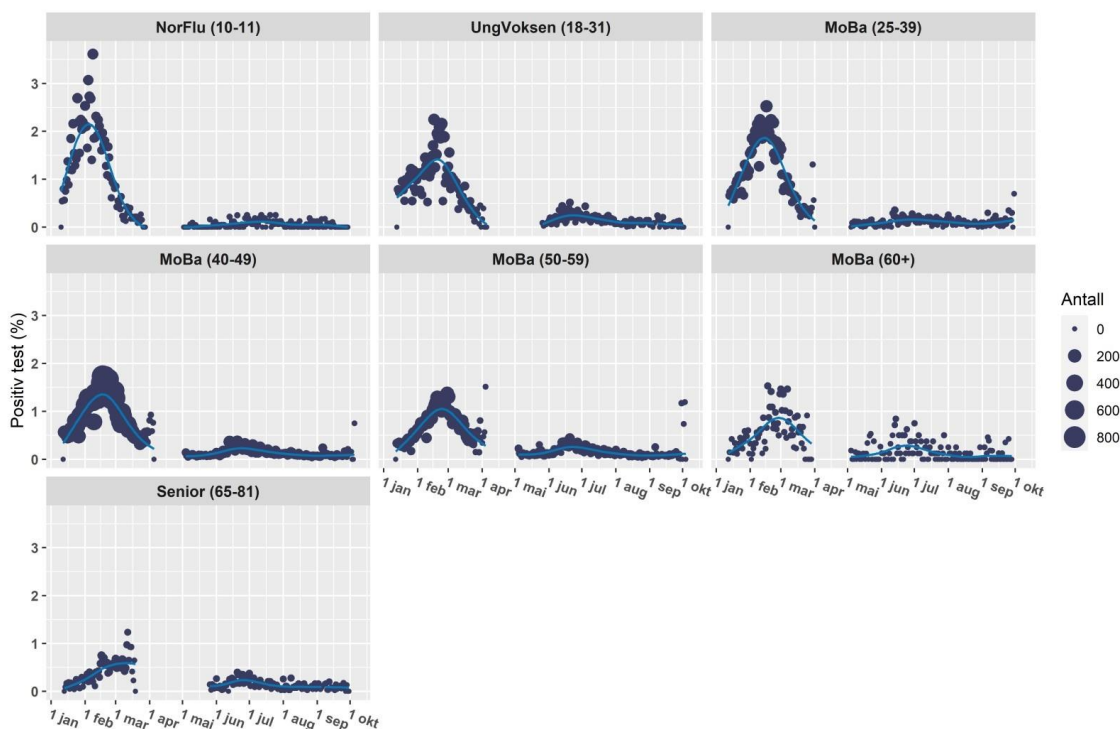 NorFlu (10-11)
UngVoksen (18-31)
MoBa (25-39)
3
2
1
0
MoBa (40-49)
MoBa (50-59)
MoBa (60+)
3
2
1
0
1 jan
1 feb
1 mar
1 apr
1 mai
1 jun
1 jul
1 aug
1 sep
1 okt
1 jan
1 feb
1 mar
1 apr
1 mai
1 jun
1 jul
1 aug
1 sep
1 okt
Senior (65-81)
3
2
1
0
1 jan
1 feb
1 mar
1 apr
1 mai
1 jun
1 jul
1 aug
1 sep
1 okt
Positiv test (%)
Antall
0
200
400
600
800